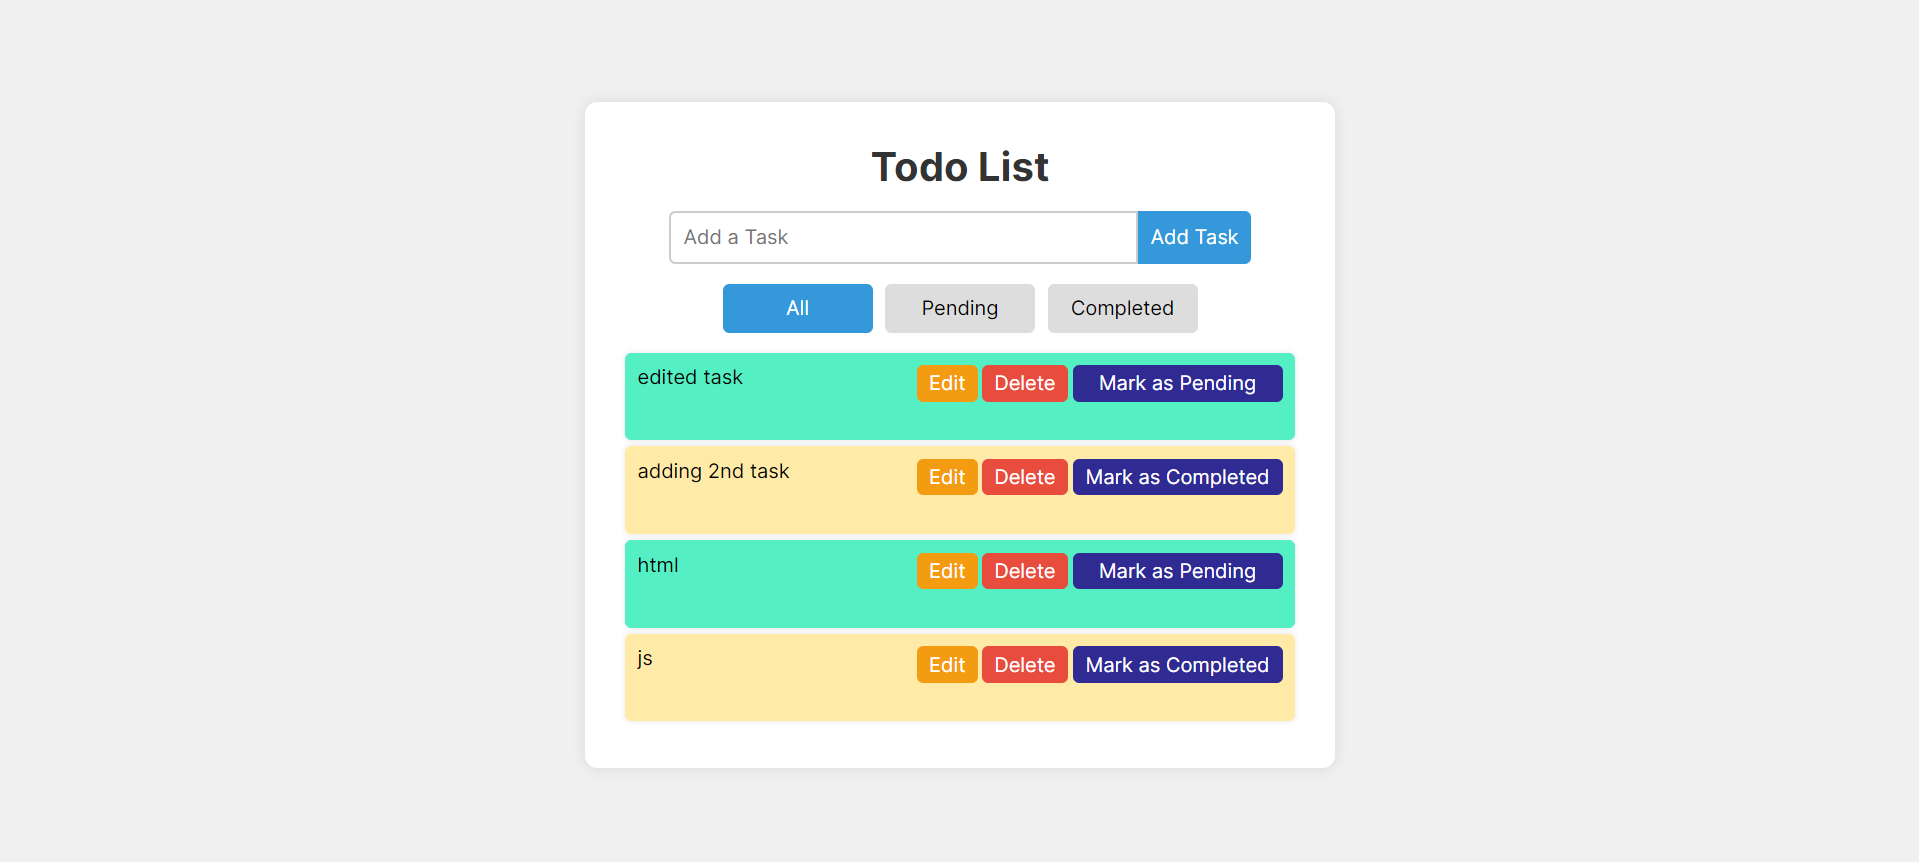 Todo List
Add a Task Add Task
All Pending Completed
edited task Edit Delete Mark as Pending
adding 2nd task Edit Delete Mark as Completed
html Edit Delete Mark as Pending
js Edit Delete Mark as Completed